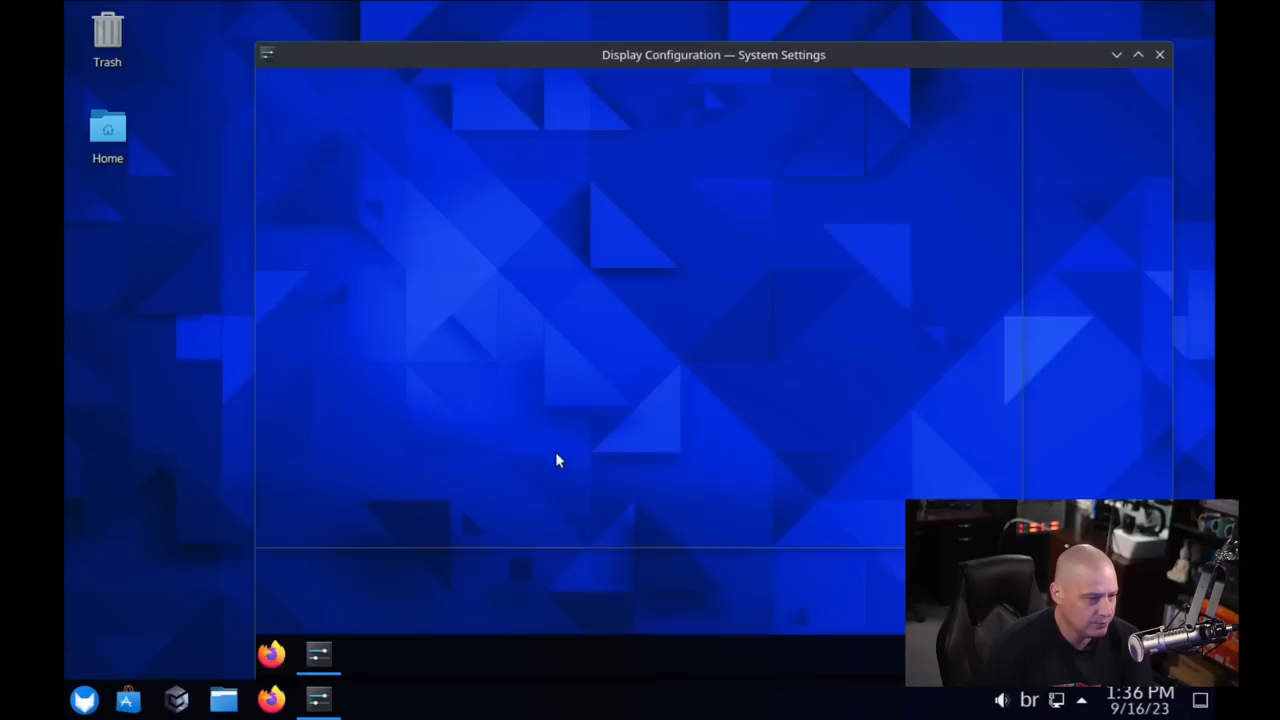 Trash
Display Configuration — System Settings
Home
br
1:36 PM
9/16/23